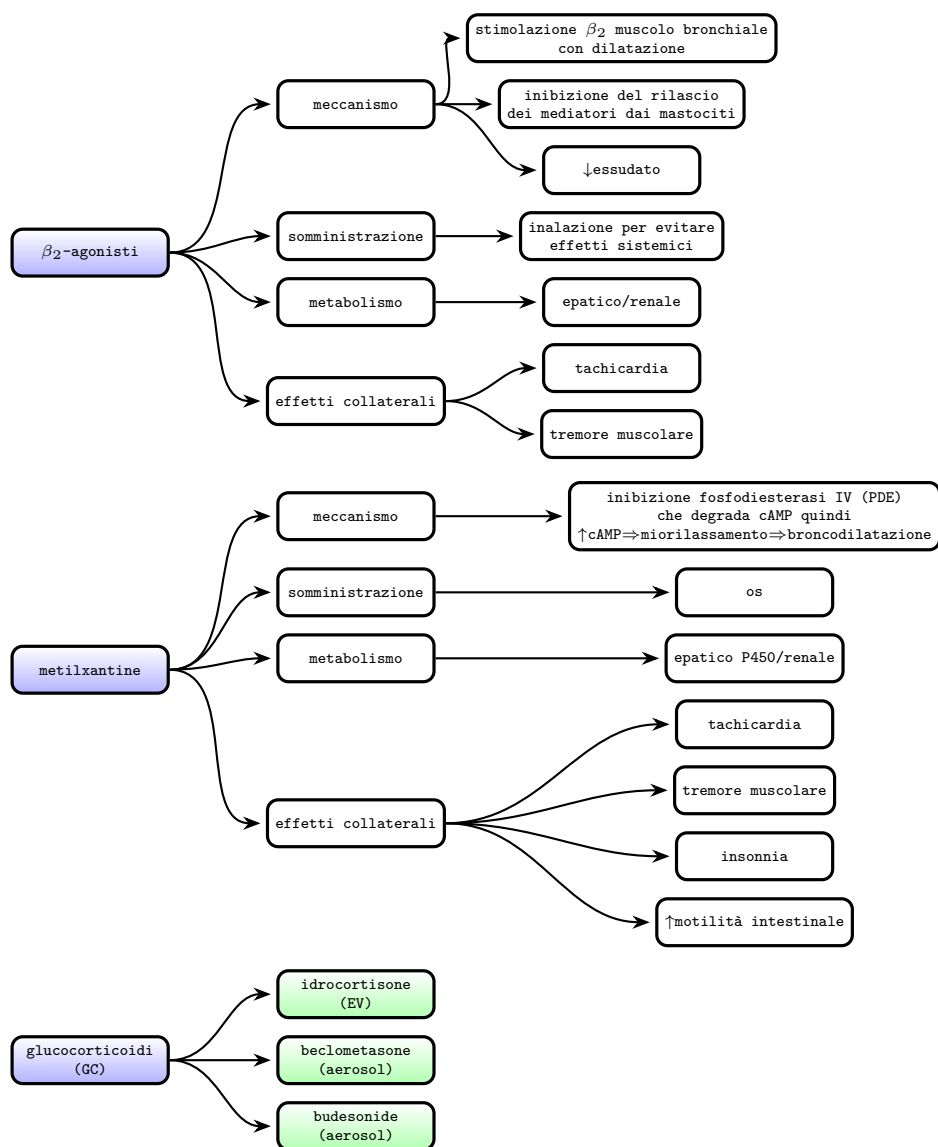 β₂-agonisti
meccanismo
stimolazione β₂ muscolo bronchiale
con dilatazione
inibizione del rilascio
dei mediatori dai mastociti
↓essudato
somministrazione
inalazione per evitare
effetti sistemici
metabolismo
epatico/renale
effetti collaterali
tachicardia
tremore muscolare
metilxantine
meccanismo
inibizione fosfodiesterasi IV (PDE)
che degrada cAMP quindi
↑cAMP⇒miorilassamento⇒broncodilatazione
somministrazione
os
metabolismo
epatico P450/renale
effetti collaterali
tachicardia
tremore muscolare
insonnia
↑motilità intestinale
glucocorticoidi
(GC)
idrocortisone
(EV)
beclometasone
(aerosol)
budesonide
(aerosol)